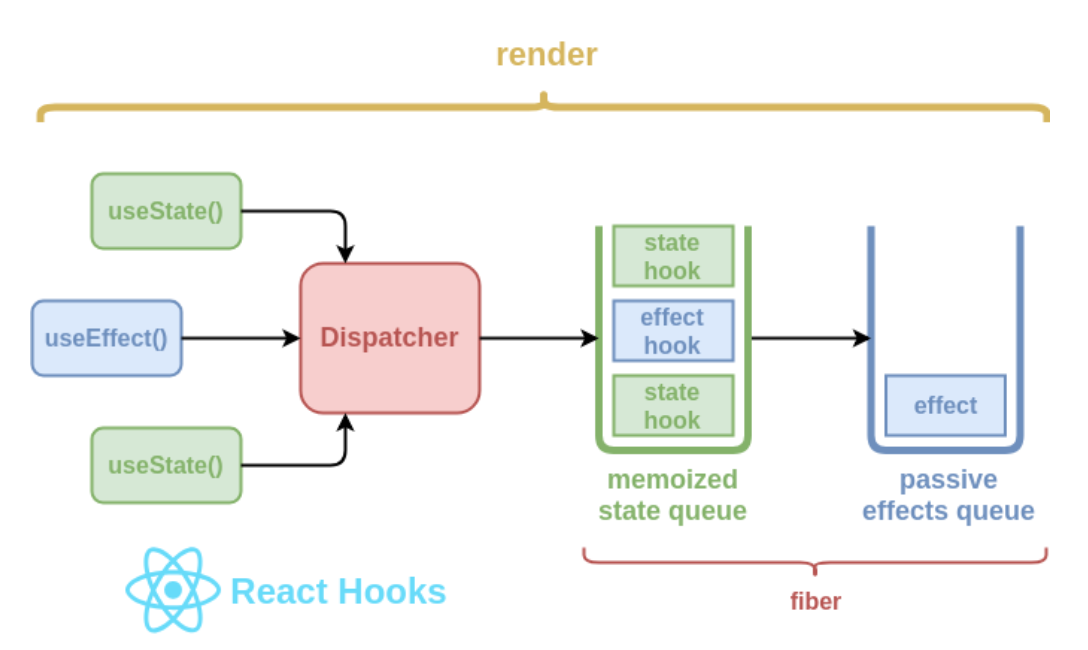 render
useState()
useEffect()
useState()
Dispatcher
state
hook
effect
hook
state
hook
effect
memoized
state queue
passive
effects queue
fiber
React Hooks